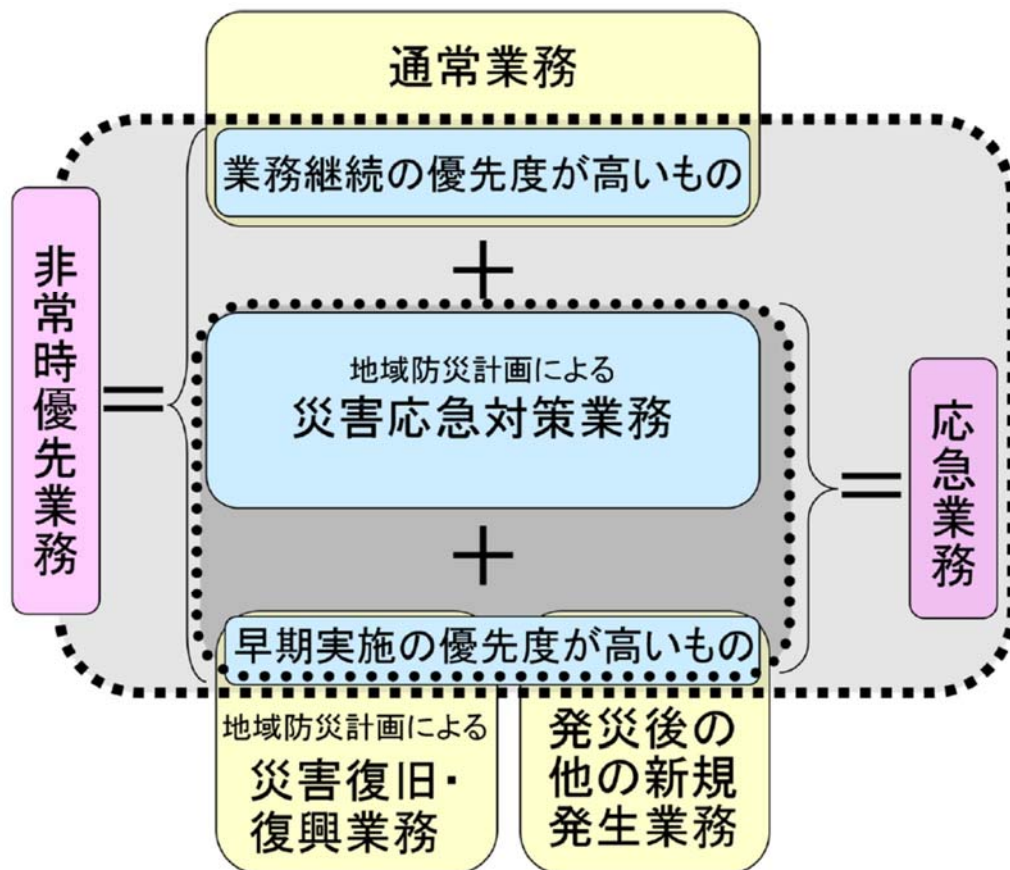 通常業務
業務継続の優先度が高いもの
+
非常時優先業務
=
地域防災計画による
災害応急対策業務
=
応急業務
+
早期実施の優先度が高いもの
地域防災計画による
災害復旧・
復興業務
発災後の
他の新規
発生業務